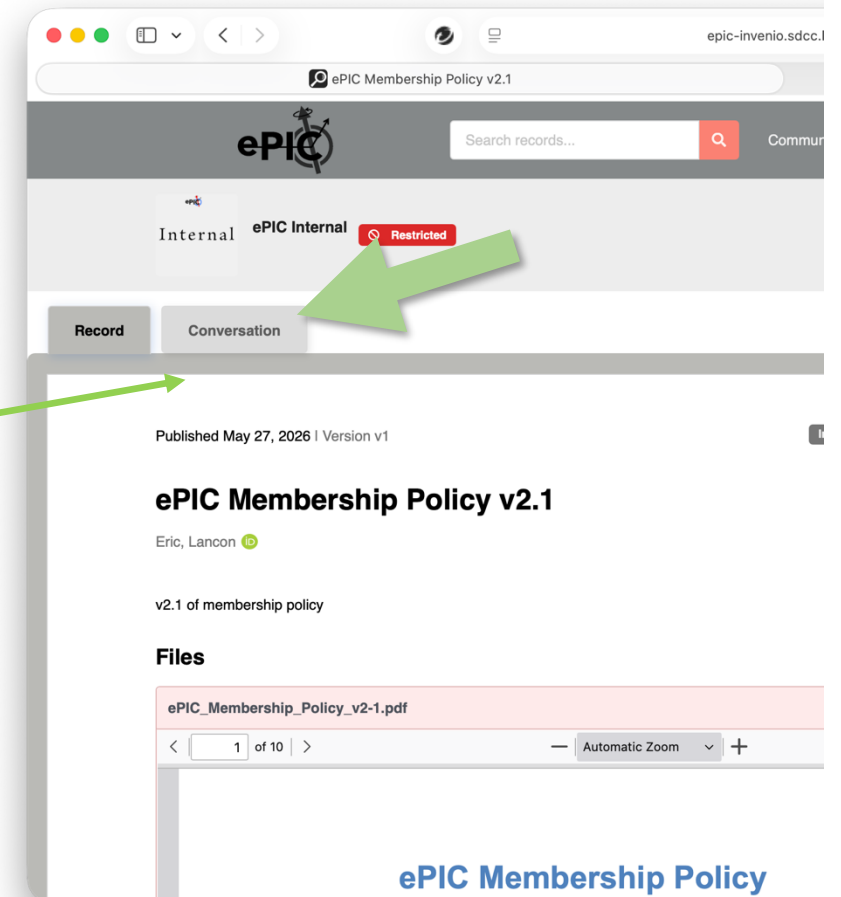 epic-invenio.sdcc.
ePIC Membership Policy v2.1
ePIC
Search records...
ePIC
Internal
ePIC Internal
Restricted
Record
Conversation
Published May 27, 2026 | Version v1
ePIC Membership Policy v2.1
Eric, Lancon iD
v2.1 of membership policy
Files
ePIC_Membership_Policy_v2-1.pdf
1 of 10
Automatic Zoom
ePIC Membership Policy